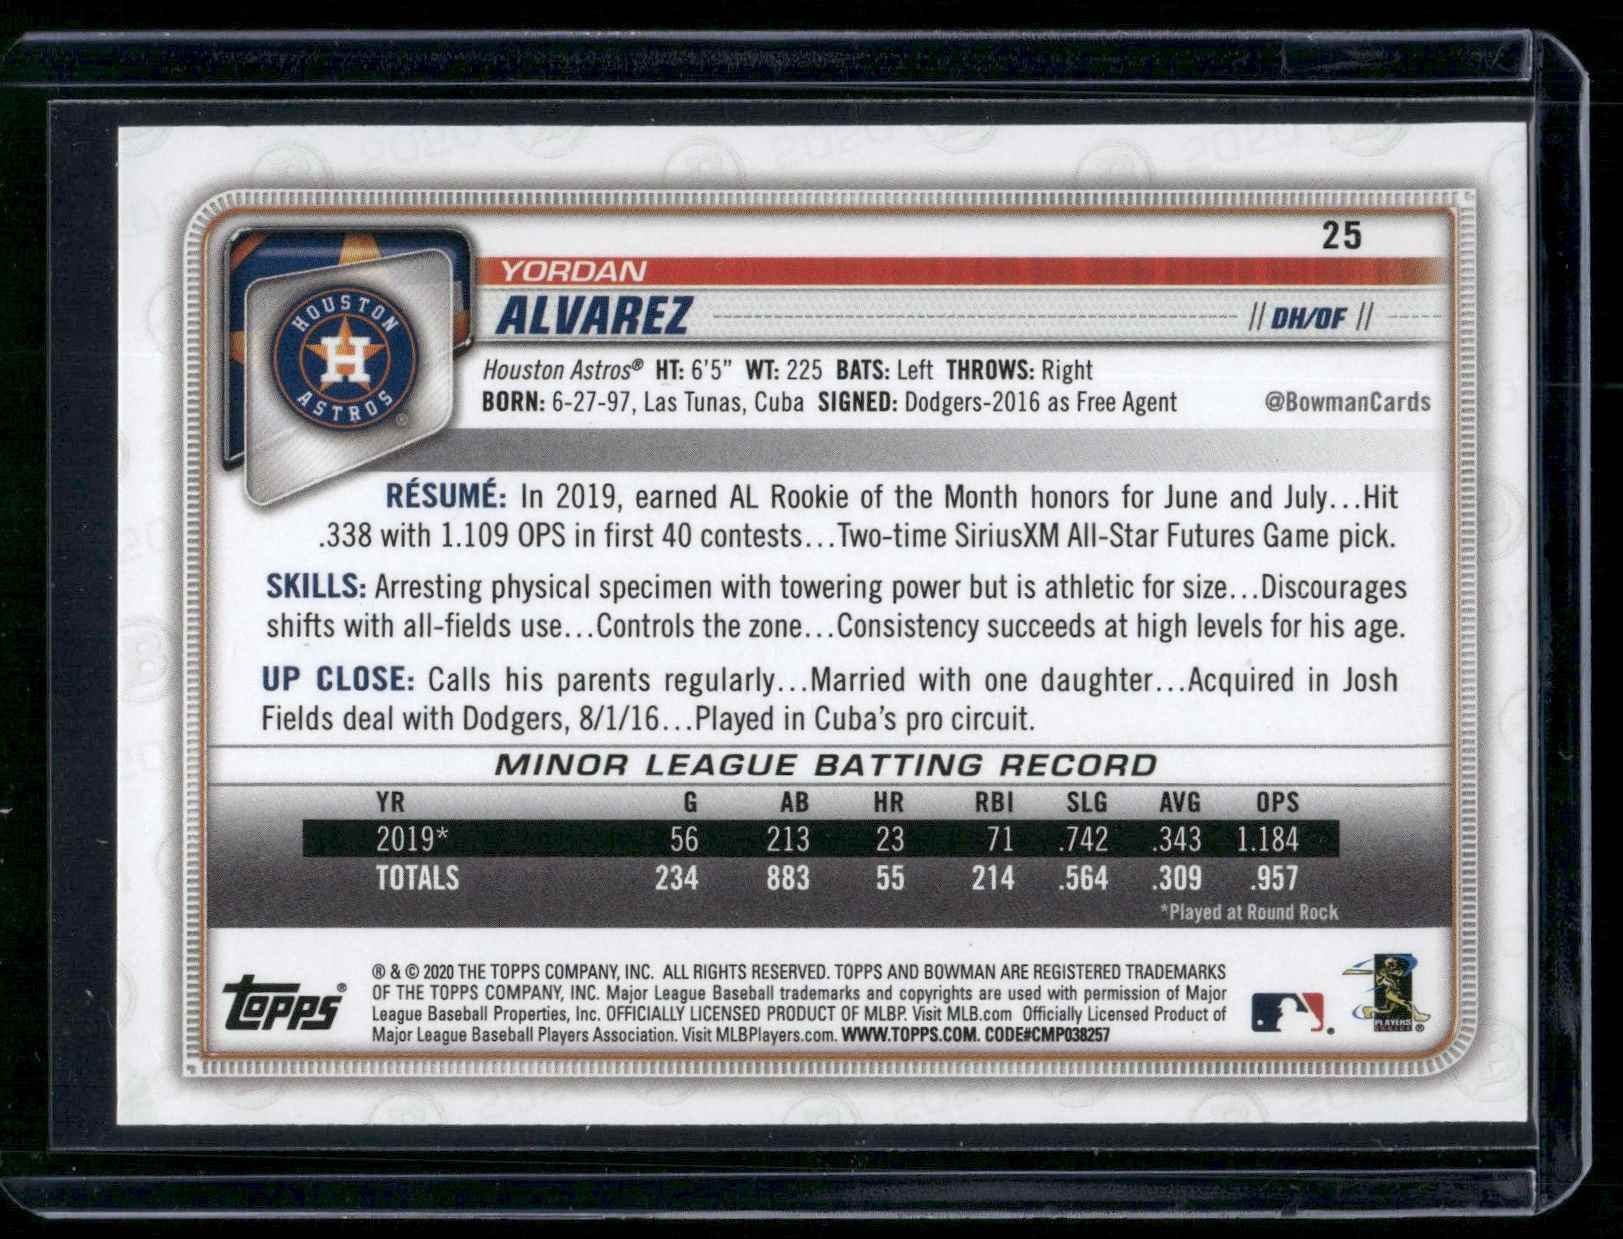 25
YORDAN
ALVAREZ // DH/OF //
HOUSTON
H
ASTROS ®
Houston Astros® HT: 6'5" WT: 225 BATS: Left THROWS: Right
BORN: 6-27-97, Las Tunas, Cuba SIGNED: Dodgers-2016 as Free Agent @BowmanCards
RÉSUMÉ: In 2019, earned AL Rookie of the Month honors for June and July...Hit
.338 with 1.109 OPS in first 40 contests...Two-time SiriusXM All-Star Futures Game pick.
SKILLS: Arresting physical specimen with towering power but is athletic for size...Discourages
shifts with all-fields use...Controls the zone...Consistency succeeds at high levels for his age.
UP CLOSE: Calls his parents regularly...Married with one daughter...Acquired in Josh
Fields deal with Dodgers, 8/1/16...Played in Cuba's pro circuit.
MINOR LEAGUE BATTING RECORD
YR G AB HR RBI SLG AVG OPS
2019* 56 213 23 71 .742 .343 1.184
TOTALS 234 883 55 214 .564 .309 .957
*Played at Round Rock
topps®
® & © 2020 THE TOPPS COMPANY, INC. ALL RIGHTS RESERVED. TOPPS AND BOWMAN ARE REGISTERED TRADEMARKS
OF THE TOPPS COMPANY, INC. Major League Baseball trademarks and copyrights are used with permission of Major
League Baseball Properties, Inc. OFFICIALLY LICENSED PRODUCT OF MLBP. Visit MLB.com Officially Licensed Product of
Major League Baseball Players Association. Visit MLBPlayers.com. WWW.TOPPS.COM. CODE#CMP038257
PLAYERS